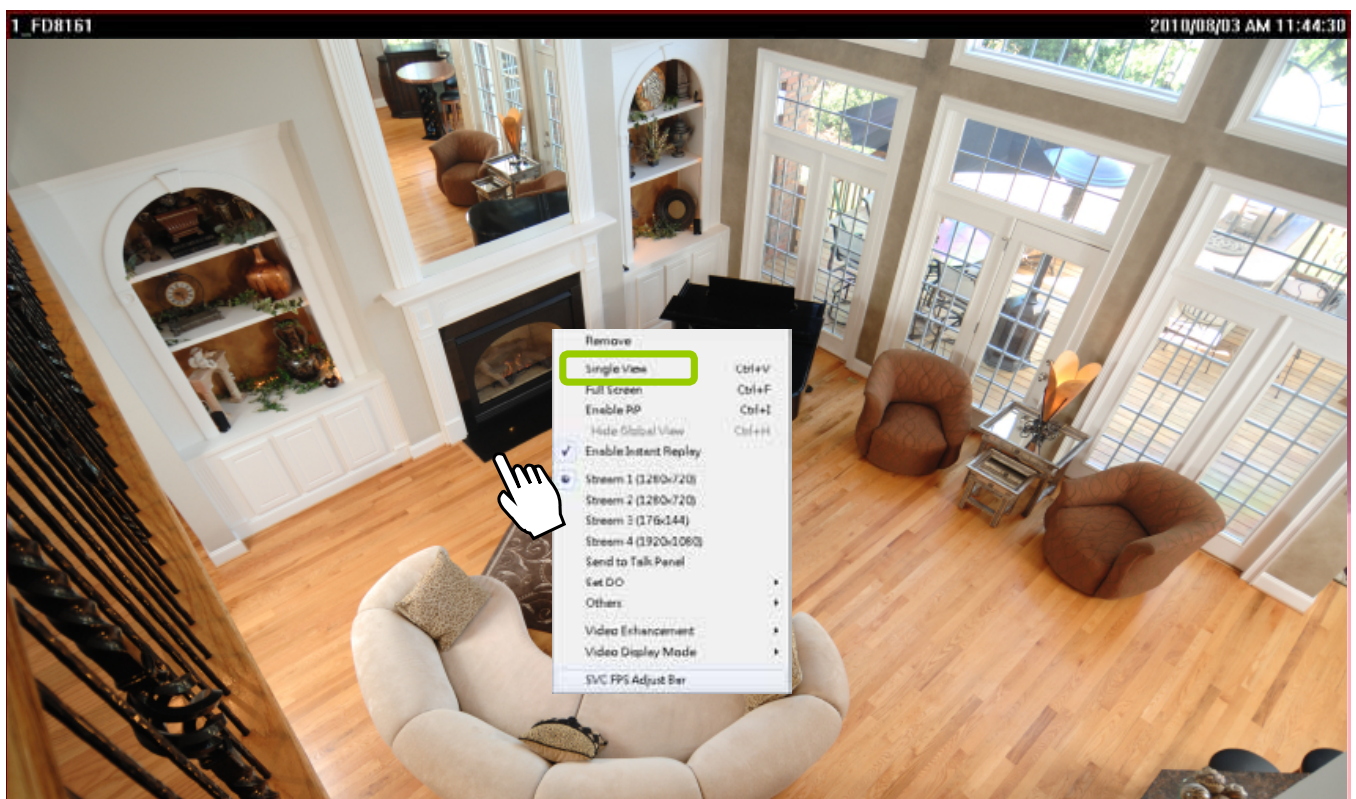 1_FD8161 2010/08/03 AM 11:44:30
Remove
Single View Ctrl+V
Full Screen Ctrl+F
Enable PiP Ctrl+I
Hide Global View Ctrl+H
Enable Instant Replay
Stream 1 (1280x720)
Stream 2 (1280x720)
Stream 3 (176x144)
Stream 4 (1920x1080)
Send to Talk Panel
Set DO
Others
Video Enhancement
Video Display Mode
SVC FPS Adjust Bar